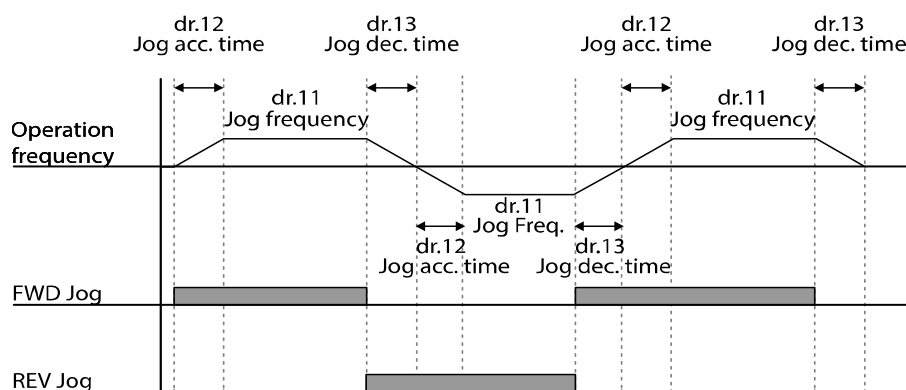 dr.12
Jog acc. time
dr.13
Jog dec. time
dr.12
Jog acc. time
dr.13
Jog dec. time
dr.11
Jog frequency
dr.11
Jog frequency
Operation
frequency
dr.11
Jog Freq.
dr.12
Jog acc. time
dr.13
Jog dec. time
FWD Jog
REV Jog